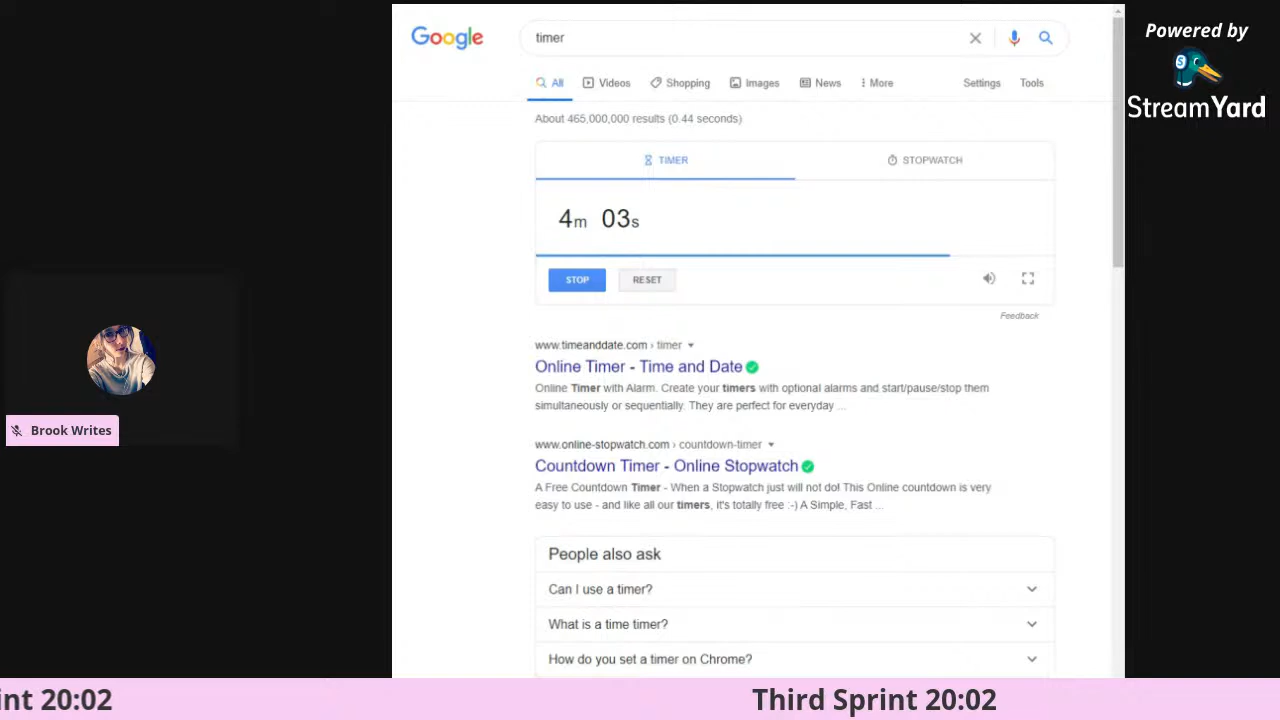 Google
timer
All
Videos
Shopping
Images
News
More
Settings
Tools
About 465,000,000 results (0.44 seconds)
TIMER
STOPWATCH
4m 03s
STOP
RESET
Feedback
www.timeanddate.com › timer
Online Timer - Time and Date
Online Timer with Alarm. Create your timers with optional alarms and start/pause/stop them
simultaneously or sequentially. They are perfect for everyday ...
www.online-stopwatch.com › countdown-timer
Countdown Timer - Online Stopwatch
A Free Countdown Timer - When a Stopwatch just will not do! This Online countdown is very
easy to use - and like all our timers, it's totally free :-) A Simple, Fast ...
People also ask
Can I use a timer?
What is a time timer?
How do you set a timer on Chrome?
Brook Writes
Powered by
S
StreamYard
int 20:02
Third Sprint 20:02